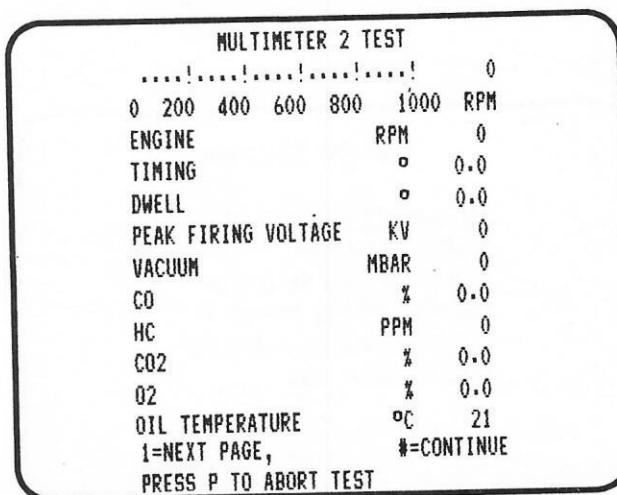 MULTIMETER 2 TEST
....!....!....!....!....! 0
0 200 400 600 800 1000 RPM
ENGINE RPM 0
TIMING o 0.0
DWELL o 0.0
PEAK FIRING VOLTAGE KV 0
VACUUM MBAR 0
CO % 0.0
HC PPM 0
CO2 % 0.0
O2 % 0.0
OIL TEMPERATURE oC 21
1=NEXT PAGE, #=CONTINUE
PRESS P TO ABORT TEST